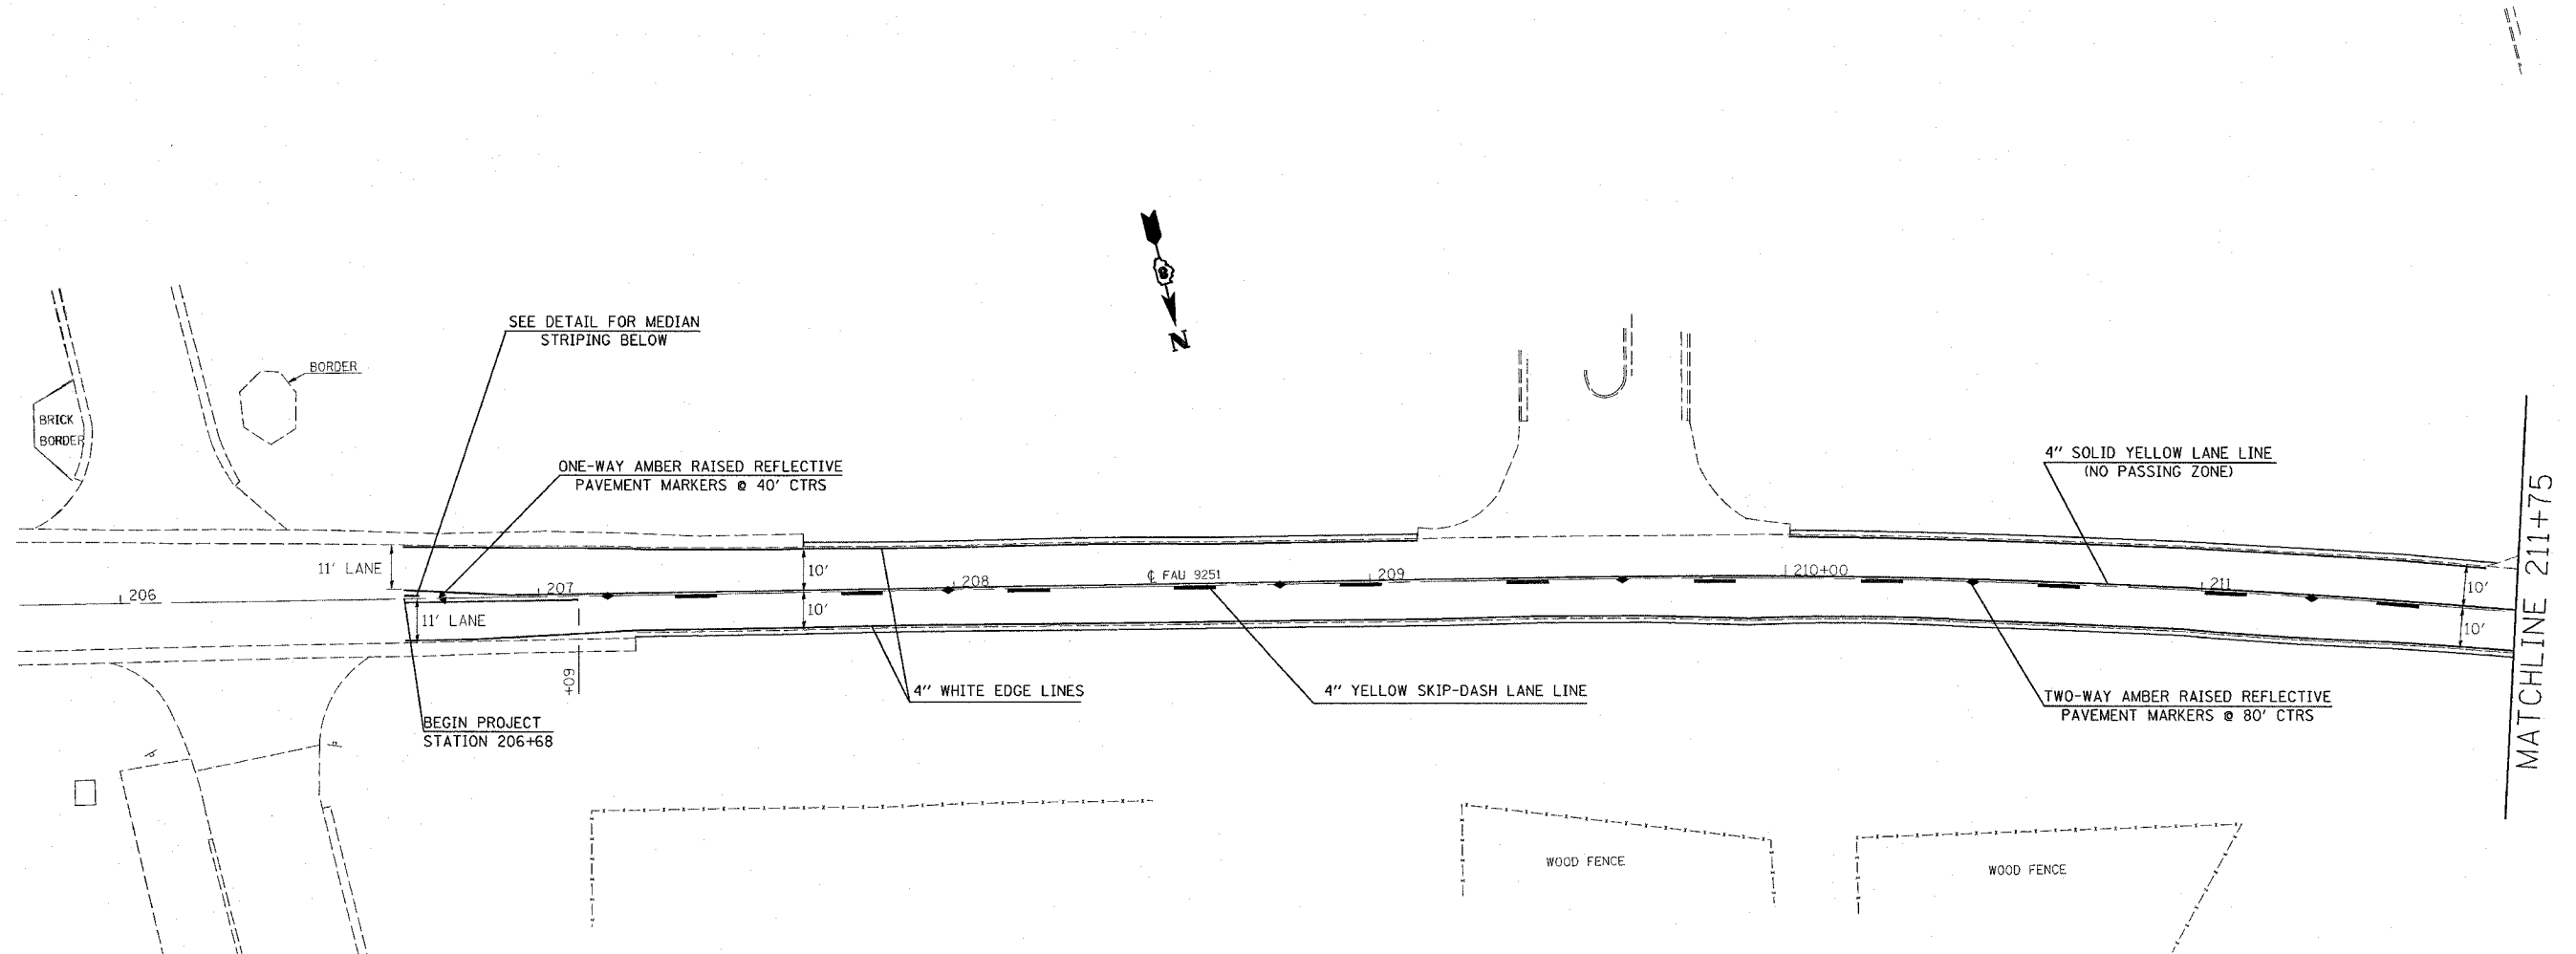 SEE DETAIL FOR MEDIAN
STRIPING BELOW
BORDER
BRICK
BORDER
N
ONE-WAY AMBER RAISED REFLECTIVE
PAVEMENT MARKERS @ 40' CTRS
4" SOLID YELLOW LANE LINE
(NO PASSING ZONE)
MATCHLINE 211+75
11' LANE
10'
℄ FAU 9251
206
207
208
209
210+00
211
10'
11' LANE
10'
10'
+09
4" WHITE EDGE LINES
4" YELLOW SKIP-DASH LANE LINE
TWO-WAY AMBER RAISED REFLECTIVE
PAVEMENT MARKERS @ 80' CTRS
BEGIN PROJECT
STATION 206+68
WOOD FENCE
WOOD FENCE